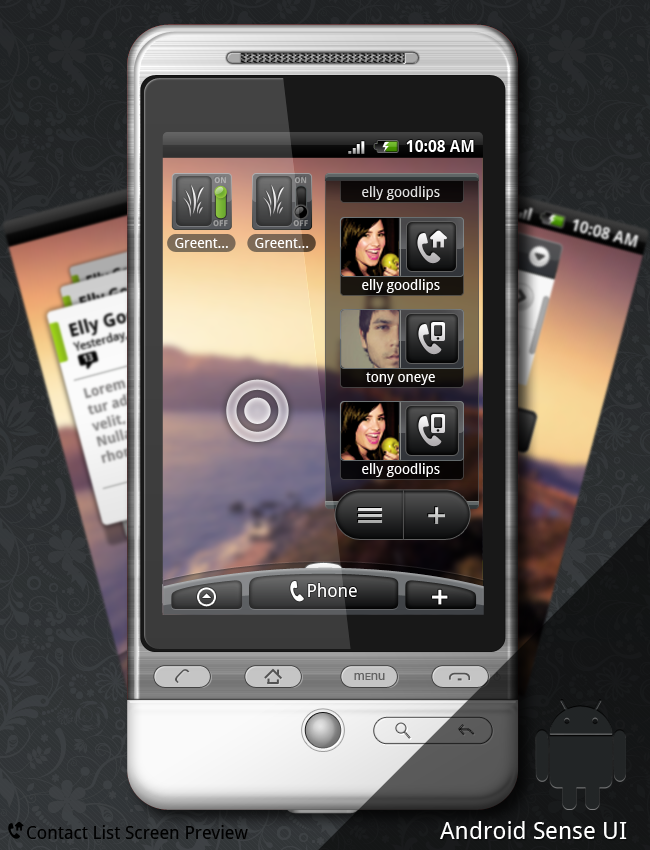 10:08 AM
ON
OFF
Greent...
ON
OFF
Greent...
elly goodlips
elly goodlips
tony oneye
elly goodlips
10:08 AM
Elly Go
Yesterday,
Lorem
tur ad
velit.
Nulla
rhon
Phone
MENU
Contact List Screen Preview
Android Sense UI